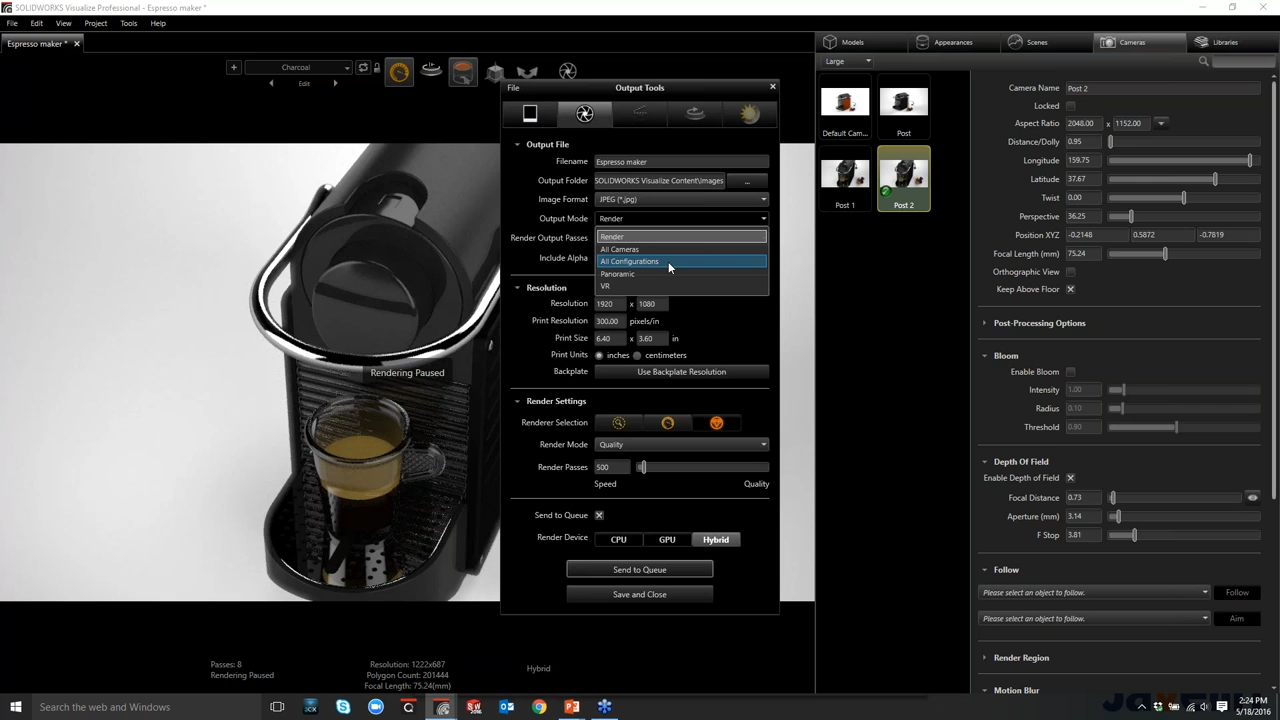 SOLIDWORKS Visualize Professional - Espresso maker *
File Edit View Project Tools Help
Espresso maker *
Charcoal
Edit
Rendering Paused
Passes: 8
Rendering Paused
Resolution: 1222x687
Polygon Count: 201444
Focal Length: 75.24(mm)
Hybrid
File Output Tools
Output File
Filename Espresso maker
Output Folder SOLIDWORKS Visualize Content\Images ...
Image Format JPEG (*.jpg)
Output Mode Render
Render
All Cameras
All Configurations
Panoramic
VR
Render Output Passes
Include Alpha
Resolution
Resolution 1920 x 1080
Print Resolution 300.00 pixels/in
Print Size 6.40 x 3.60 in
Print Units inches centimeters
Backplate Use Backplate Resolution
Render Settings
Renderer Selection
Render Mode Quality
Render Passes 500
Speed Quality
Send to Queue
Render Device CPU GPU Hybrid
Send to Queue
Save and Close
Models Appearances Scenes Cameras Libraries
Large
Default Cam...
Post
Post 1
Post 2
Camera Name Post 2
Locked
Aspect Ratio 2048.00 x 1152.00
Distance/Dolly 0.95
Longitude 159.75
Latitude 37.67
Twist 0.00
Perspective 36.25
Position XYZ -0.2148 0.5872 -0.7819
Focal Length (mm) 75.24
Orthographic View
Keep Above Floor
Post-Processing Options
Bloom
Enable Bloom
Intensity 1.00
Radius 0.10
Threshold 0.90
Depth Of Field
Enable Depth of Field
Focal Distance 0.73
Aperture (mm) 3.14
F Stop 3.81
Follow
Please select an object to follow. Follow
Please select an object to follow. Aim
Render Region
Motion Blur
Search the web and Windows
2:24 PM
5/18/2016